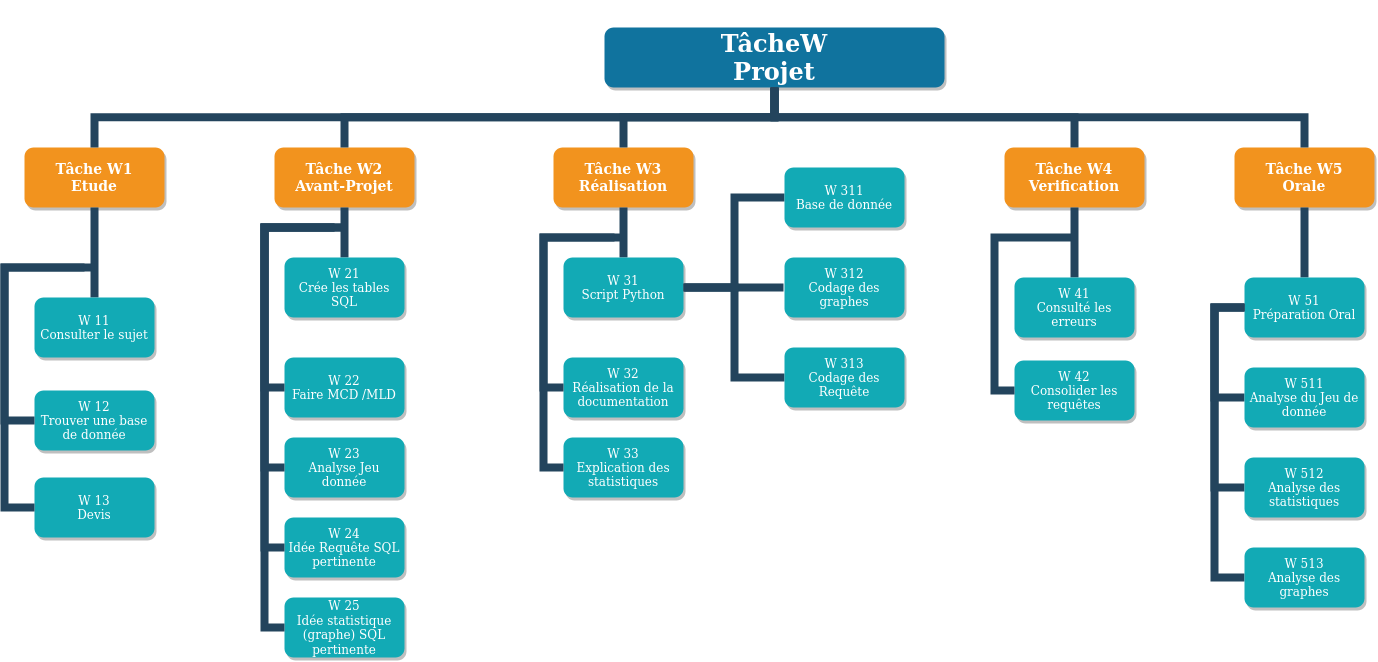 TâcheW
Projet
Tâche W1
Etude
W 11
Consulter le sujet
W 12
Trouver une base
de donnée
W 13
Devis
Tâche W2
Avant-Projet
W 21
Crée les tables
SQL
W 22
Faire MCD /MLD
W 23
Analyse Jeu
donnée
W 24
Idée Requête SQL
pertinente
W 25
Idée statistique
(graphe) SQL
pertinente
Tâche W3
Réalisation
W 31
Script Python
W 311
Base de donnée
W 312
Codage des
graphes
W 313
Codage des
Requête
W 32
Réalisation de la
documentation
W 33
Explication des
statistiques
Tâche W4
Verification
W 41
Consulté les
erreurs
W 42
Consolider les
requêtes
Tâche W5
Orale
W 51
Préparation Oral
W 511
Analyse du Jeu de
donnée
W 512
Analyse des
statistiques
W 513
Analyse des
graphes